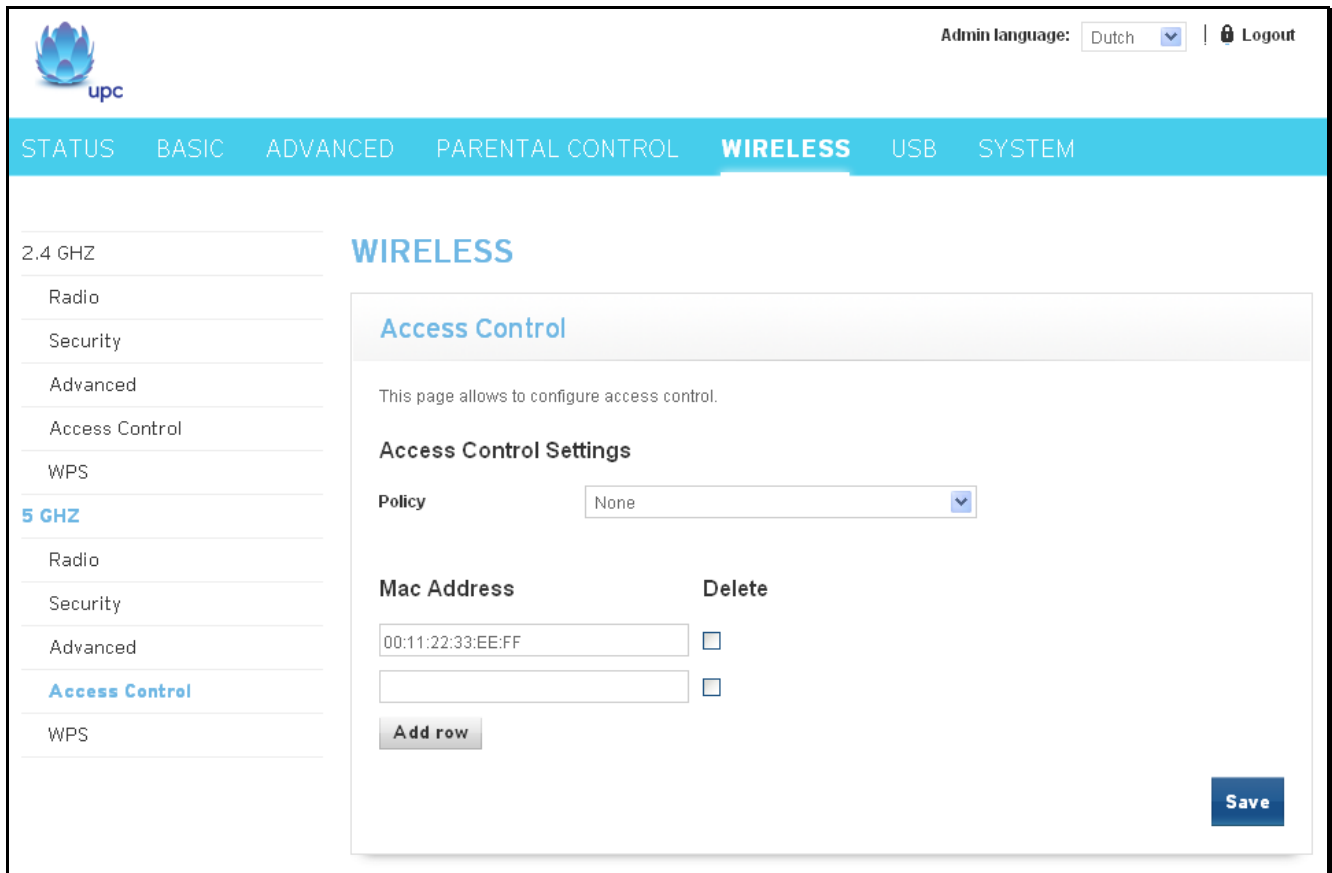 upc
Admin language: Dutch | Logout
STATUS BASIC ADVANCED PARENTAL CONTROL WIRELESS USB SYSTEM
2.4 GHZ
Radio
Security
Advanced
Access Control
WPS
5 GHZ
Radio
Security
Advanced
Access Control
WPS
WIRELESS
Access Control
This page allows to configure access control.
Access Control Settings
Policy None
Mac Address Delete
00:11:22:33:EE:FF
Add row
Save